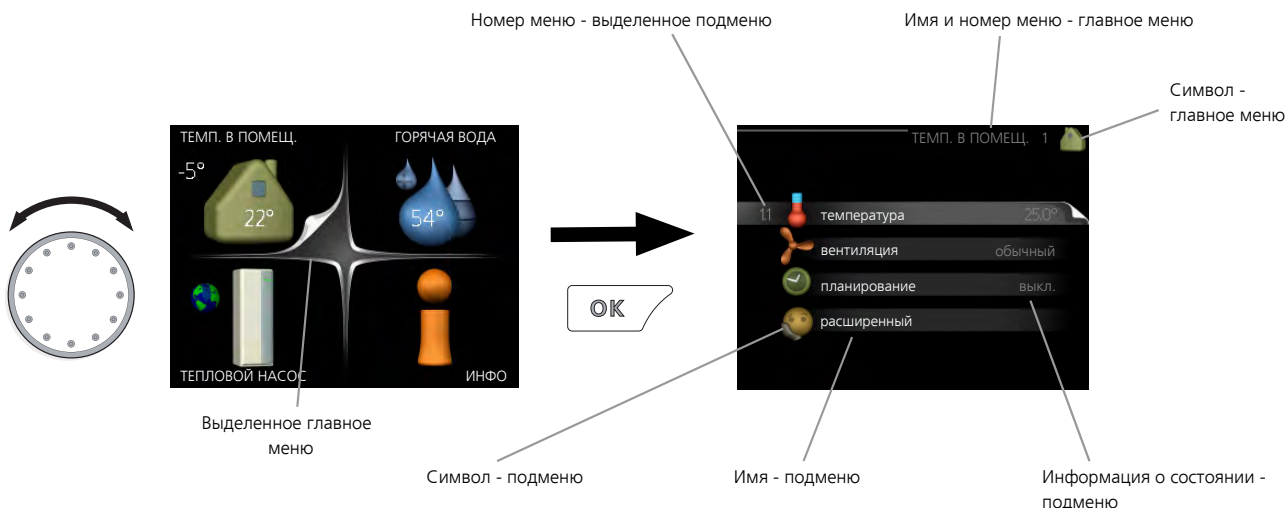 Номер меню - выделенное подменю
Имя и номер меню - главное меню
Символ -
главное меню
ТЕМП. В ПОМЕЩ.
ГОРЯЧАЯ ВОДА
-5°
22°
54°
ТЕПЛОВОЙ НАСОС
ИНФО
Выделенное главное
меню
OK
ТЕМП. В ПОМЕЩ. 1
1.1 температура 25.0°
вентиляция обычный
планирование выкл.
расширенный
Символ - подменю
Имя - подменю
Информация о состоянии -
подменю